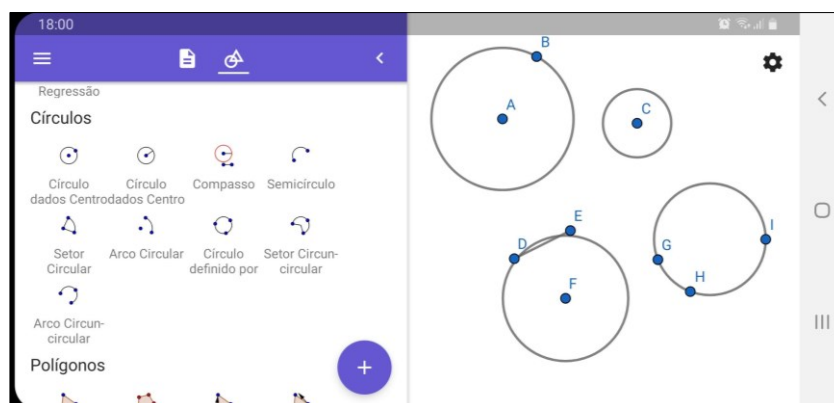 18:00
Regressão
Círculos
Círculo dados Centro
Círculo dados Centro
Compasso
Semicírculo
Setor Circular
Arco Circular
Círculo definido por
Setor Circun-circular
Arco Circun-circular
Polígonos
+
B
A
C
E
D
F
G
H
I